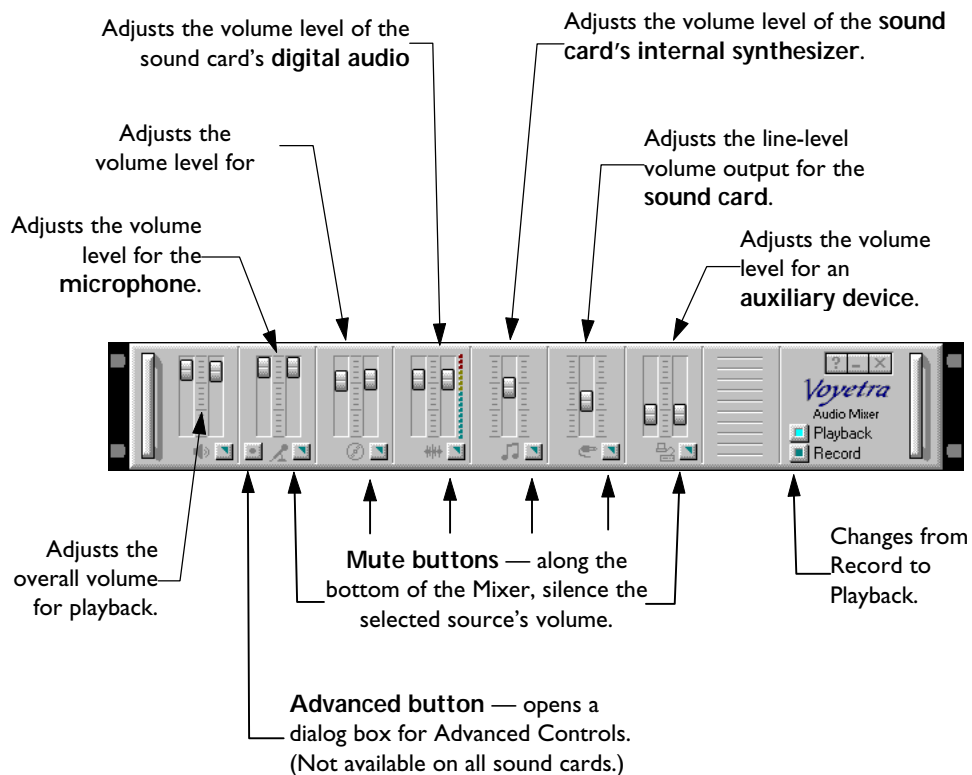 Adjusts the volume level of the
sound card's digital audio
Adjusts the volume level of the sound
card's internal synthesizer.
Adjusts the
volume level for
Adjusts the line-level
volume output for the
sound card.
Adjusts the volume
level for the
microphone.
Adjusts the volume
level for an
auxiliary device.
? – X
Voyetra
Audio Mixer
Playback
Record
Adjusts the
overall volume
for playback.
Mute buttons — along the
bottom of the Mixer, silence the
selected source's volume.
Changes from
Record to
Playback.
Advanced button — opens a
dialog box for Advanced Controls.
(Not available on all sound cards.)